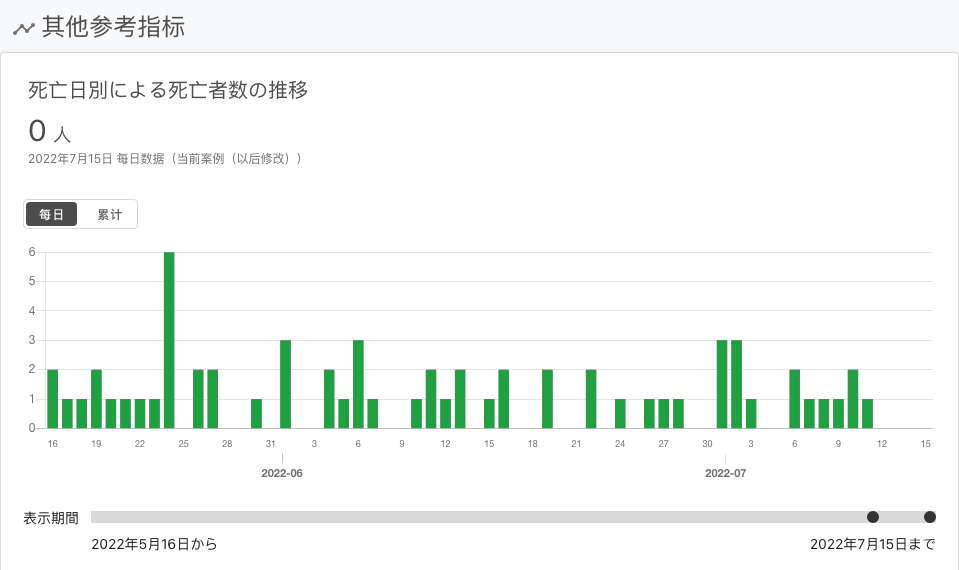 其他参考指标
死亡日別による死亡者数の推移
0 人
2022年7月15日 每日数据（当前案例（以后修改））
每日 累计
6
5
4
3
2
1
0
16 19 22 25 28 31 3 6 9 12 15 18 21 24 27 30 3 6 9 12 15
2022-06 2022-07
表示期間
2022年5月16日から 2022年7月15日まで